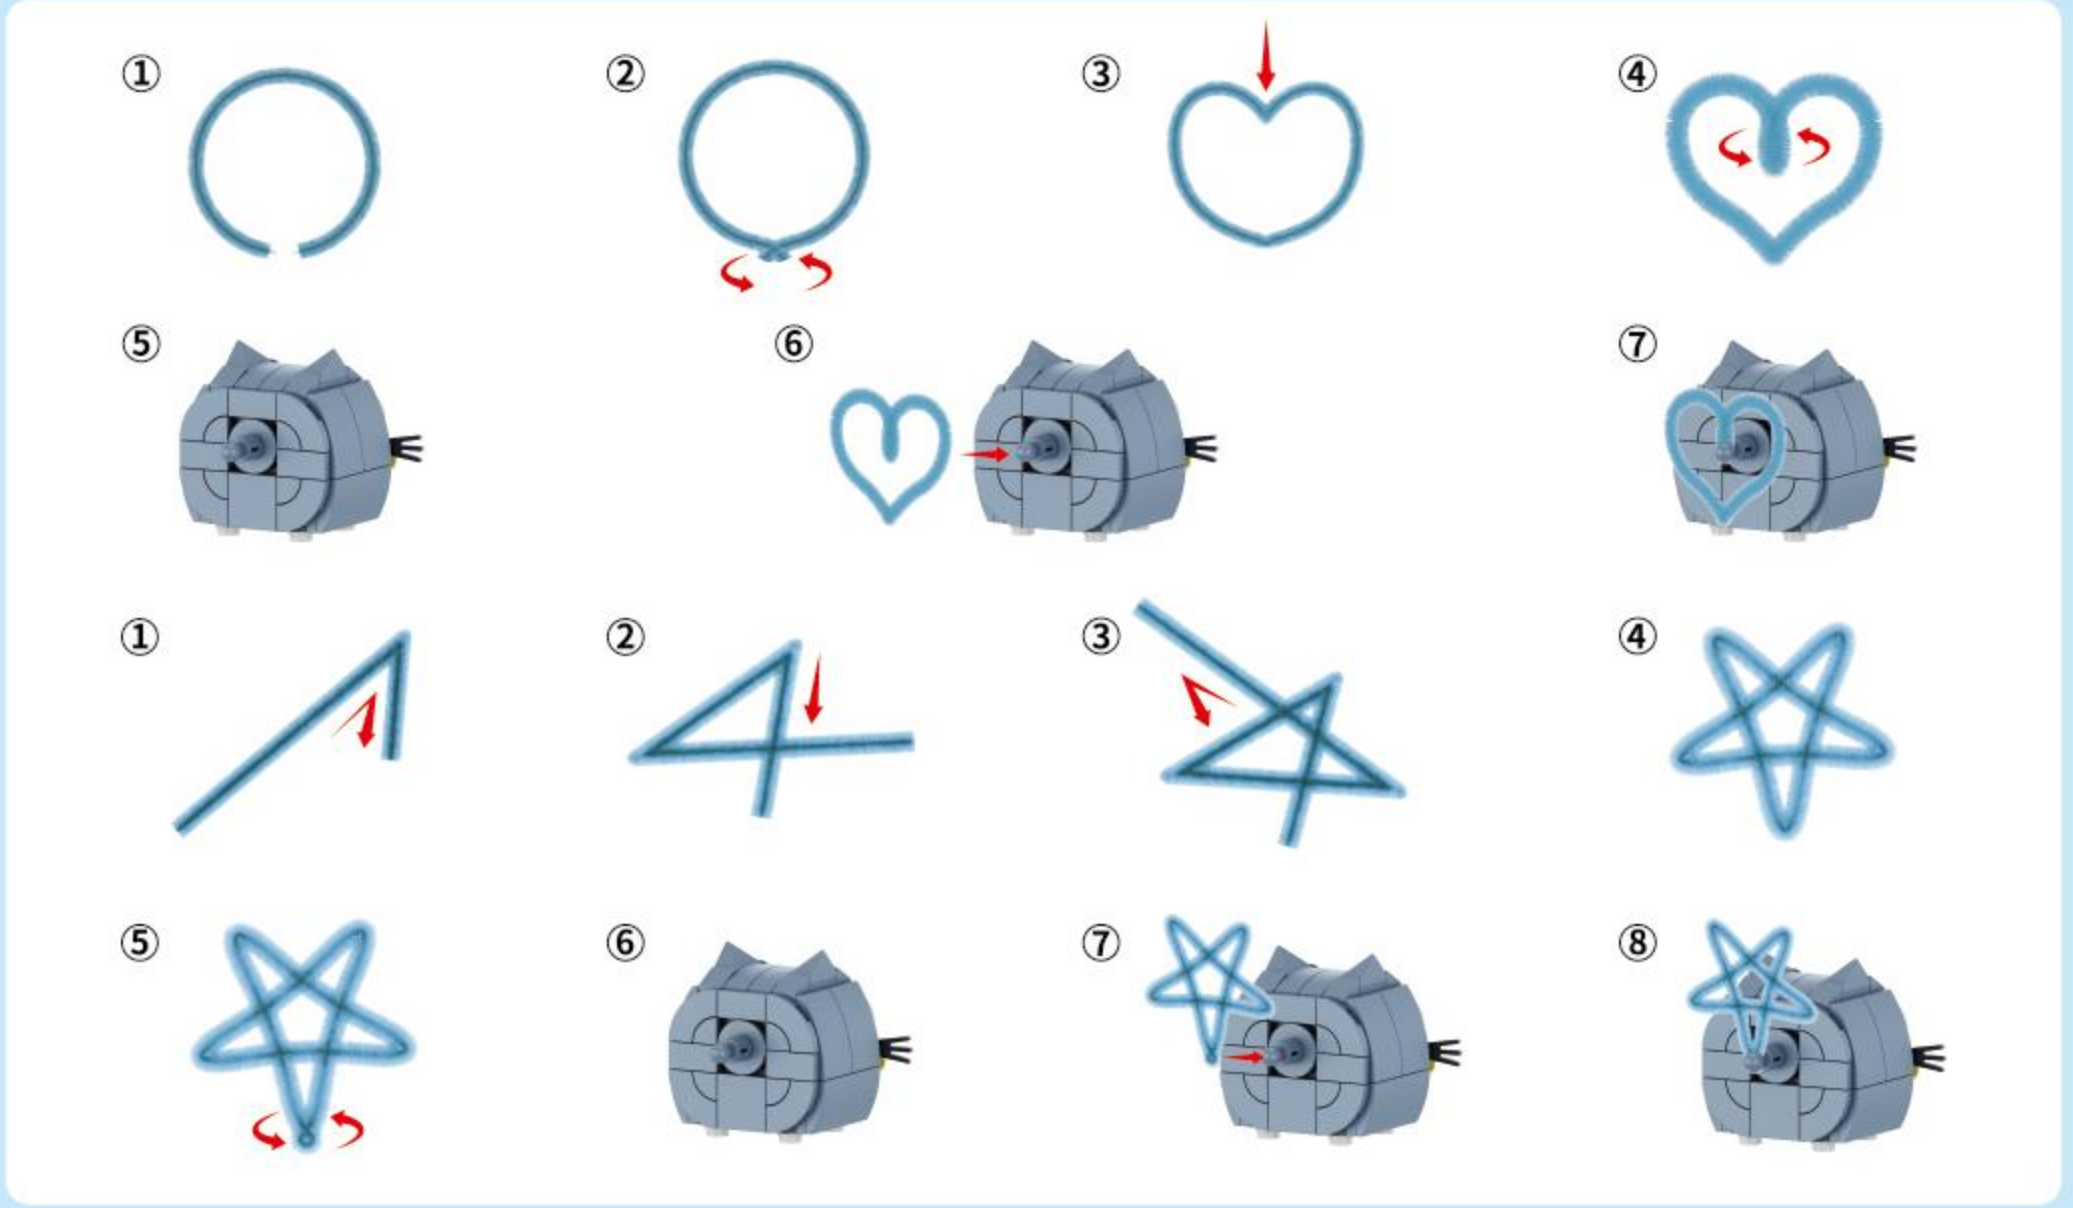 ① ② ③ ④
⑤ ⑥ ⑦
① ② ③ ④
⑤ ⑥ ⑦ ⑧